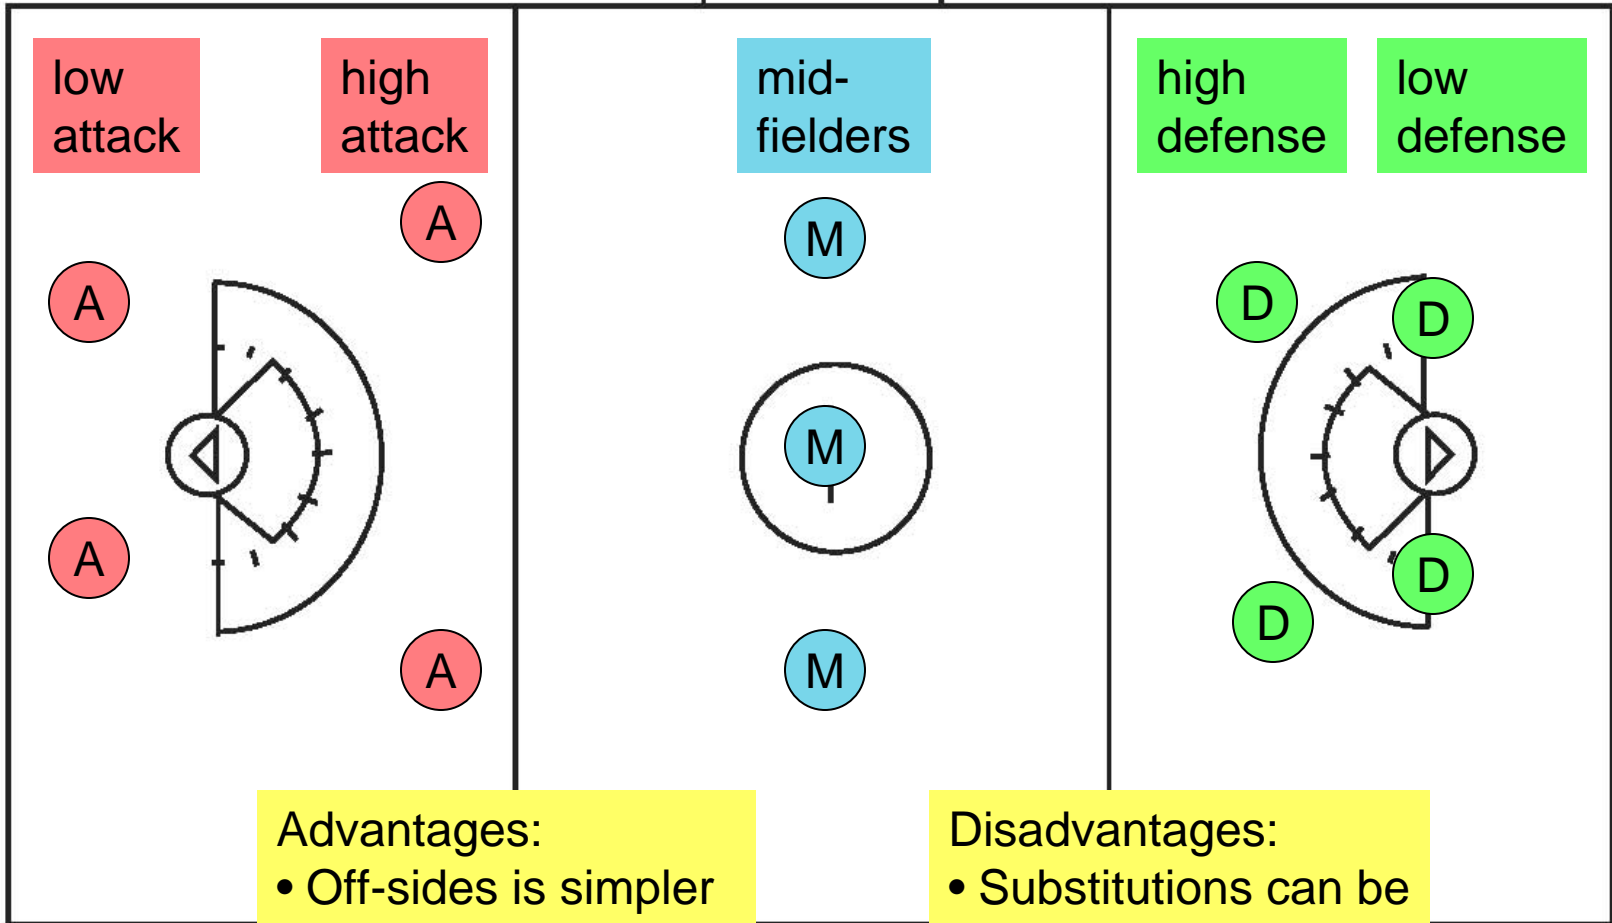 low
attack
high
attack
mid-
fielders
high
defense
low
defense
A
M
A
D
D
M
A
D
D
A
M
Advantages:
• Off-sides is simpler
Disadvantages:
• Substitutions can be